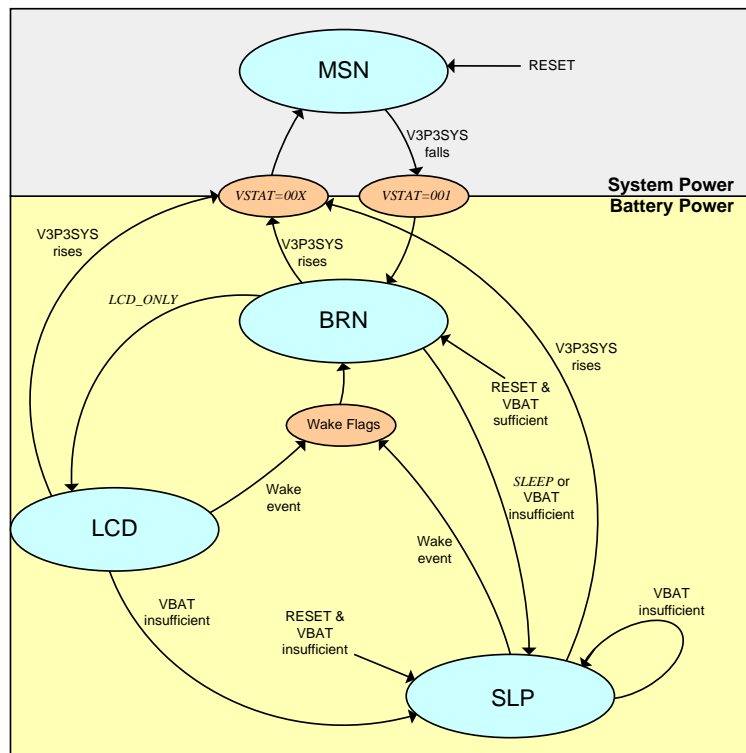 MSN
RESET
V3P3SYS
falls
VSTAT=00X
VSTAT=001
System Power
Battery Power
V3P3SYS
rises
V3P3SYS
rises
LCD_ONLY
BRN
V3P3SYS
rises
RESET &
VBAT
sufficient
Wake Flags
SLEEP or
VBAT
insufficient
Wake
event
LCD
Wake
event
VBAT
insufficient
RESET &
VBAT
insufficient
VBAT
insufficient
SLP